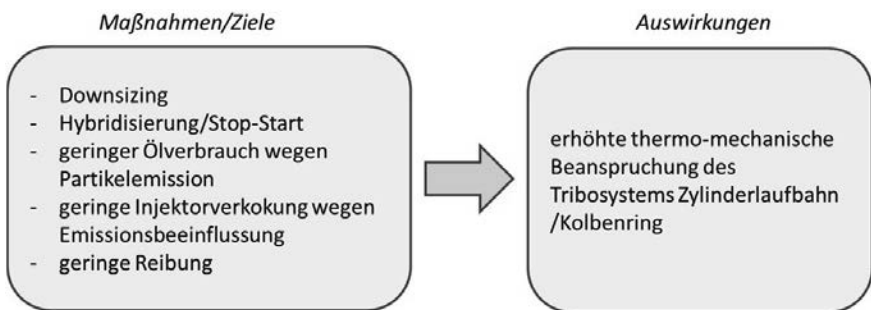 Maßnahmen/Ziele
- Downsizing
- Hybridisierung/Stop-Start
- geringer Ölverbrauch wegen
Partikelemission
- geringe Injektorverkokung wegen
Emissionsbeeinflussung
- geringe Reibung
Auswirkungen
erhöhte thermo-mechanische
Beanspruchung des
Tribosystems Zylinderlaufbahn
/Kolbenring